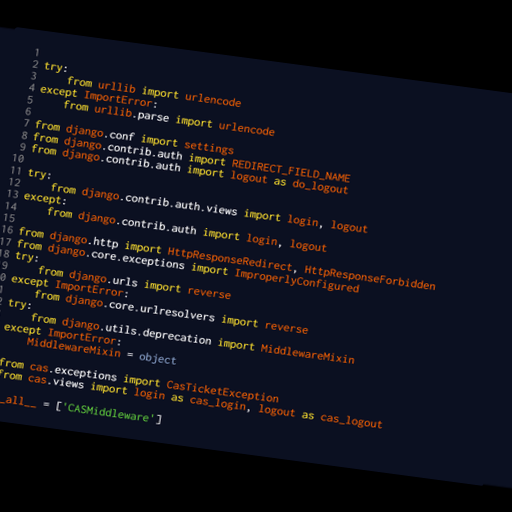 1
2 try:
3     from urllib import urlencode
4 except ImportError:
5     from urllib.parse import urlencode
6
7 from django.conf import settings
8 from django.contrib.auth import REDIRECT_FIELD_NAME
9 from django.contrib.auth import logout as do_logout
10
11 try:
12     from django.contrib.auth.views import login, logout
13 except:
14     from django.contrib.auth import login, logout
15
16 from django.http import HttpResponseRedirect, HttpResponseForbidden
17 from django.core.exceptions import ImproperlyConfigured
18 try:
9     from django.urls import reverse
0 except ImportError:
1     from django.core.urlresolvers import reverse
2 try:
    from django.utils.deprecation import MiddlewareMixin
except ImportError:
    MiddlewareMixin = object
from cas.exceptions import CasTicketException
from cas.views import login as cas_login, logout as cas_logout
_all__ = ['CASMiddleware']